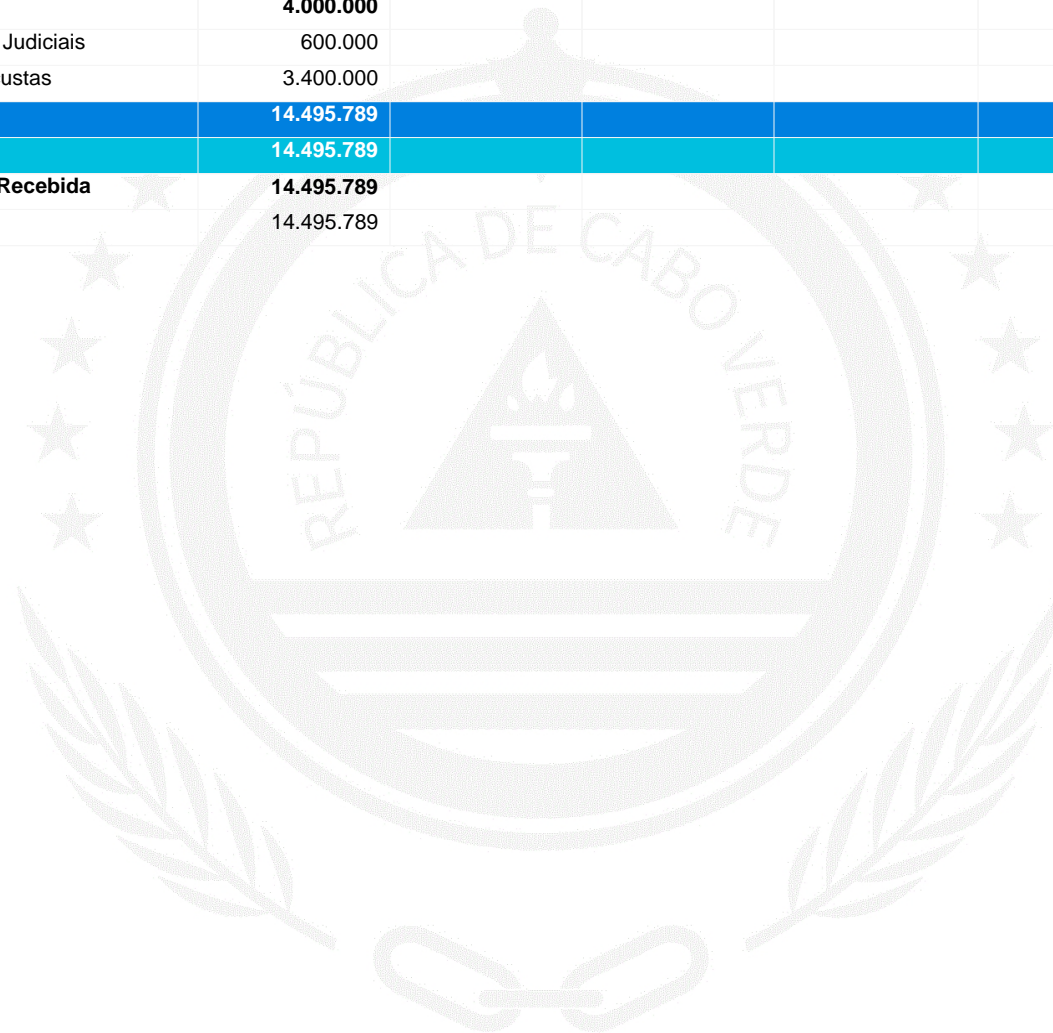 4.000.000
Judiciais 600.000
ustas 3.400.000
14.495.789
14.495.789
Recebida 14.495.789
14.495.789
REPÚBLICA DE CABO VERDE